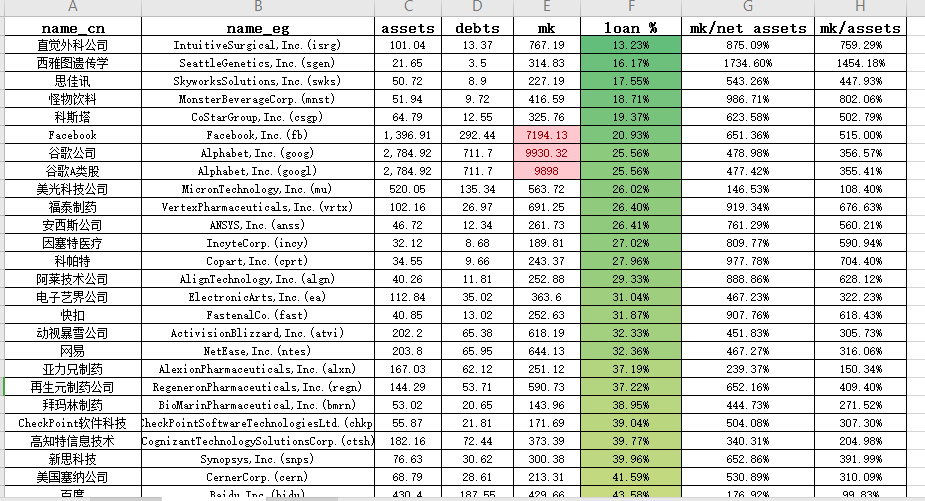 A B C D E F G H
name_cn name_eg assets debts mk loan % mk/net assets mk/assets
直觉外科公司 IntuitiveSurgical,Inc.(isrg) 101.04 13.37 767.19 13.23% 875.09% 759.29%
西雅图遗传学 SeattleGenetics,Inc.(sgen) 21.65 3.5 314.83 16.17% 1734.60% 1454.18%
思佳讯 SkyworksSolutions,Inc.(swks) 50.72 8.9 227.19 17.55% 543.26% 447.93%
怪物饮料 MonsterBeverageCorp.(mnst) 51.94 9.72 416.59 18.71% 986.71% 802.06%
科斯塔 CoStarGroup,Inc.(csgp) 64.79 12.55 325.76 19.37% 623.58% 502.79%
Facebook Facebook,Inc.(fb) 1,396.91 292.44 7194.13 20.93% 651.36% 515.00%
谷歌公司 Alphabet,Inc.(goog) 2,784.92 711.7 9930.32 25.56% 478.98% 356.57%
谷歌A类股 Alphabet,Inc.(googl) 2,784.92 711.7 9898 25.56% 477.42% 355.41%
美光科技公司 MicronTechnology,Inc.(mu) 520.05 135.34 563.72 26.02% 146.53% 108.40%
福泰制药 VertexPharmaceuticals,Inc.(vrtx) 102.16 26.97 691.25 26.40% 919.34% 676.63%
安西斯公司 ANSYS,Inc.(anss) 46.72 12.34 261.73 26.41% 761.29% 560.21%
因塞特医疗 IncyteCorp.(incy) 32.12 8.68 189.81 27.02% 809.77% 590.94%
科帕特 Copart,Inc.(cprt) 34.55 9.66 243.37 27.96% 977.78% 704.40%
阿莱技术公司 AlignTechnology,Inc.(algn) 40.26 11.81 252.88 29.33% 888.86% 628.12%
电子艺界公司 ElectronicArts,Inc.(ea) 112.84 35.02 363.6 31.04% 467.23% 322.23%
快扣 FastenalCo.(fast) 40.85 13.02 252.63 31.87% 907.76% 618.43%
动视暴雪公司 ActivisionBlizzard,Inc.(atvi) 202.2 65.38 618.19 32.33% 451.83% 305.73%
网易 NetEase,Inc.(ntes) 203.8 65.95 644.13 32.36% 467.27% 316.06%
亚力兄制药 AlexionPharmaceuticals,Inc.(alxn) 167.03 62.12 251.12 37.19% 239.37% 150.34%
再生元制药公司 RegeneronPharmaceuticals,Inc.(regn) 144.29 53.71 590.73 37.22% 652.16% 409.40%
拜玛林制药 BioMarinPharmaceutical,Inc.(bmrn) 53.02 20.65 143.96 38.95% 444.73% 271.52%
CheckPoint软件科技 CheckPointSoftwareTechnologiesLtd.(chkp 55.87 21.81 171.69 39.04% 504.08% 307.30%
高知特信息技术 CognizantTechnologySolutionsCorp.(ctsh) 182.16 72.44 373.39 39.77% 340.31% 204.98%
新思科技 Synopsys,Inc.(snps) 76.63 30.62 300.38 39.96% 652.86% 391.99%
美国塞纳公司 CernerCorp.(cern) 68.79 28.61 213.31 41.59% 530.89% 310.09%
百度 Baidu,Inc.(bidu) 430.4 187.55 429.66 43.58% 176.92% 99.83%